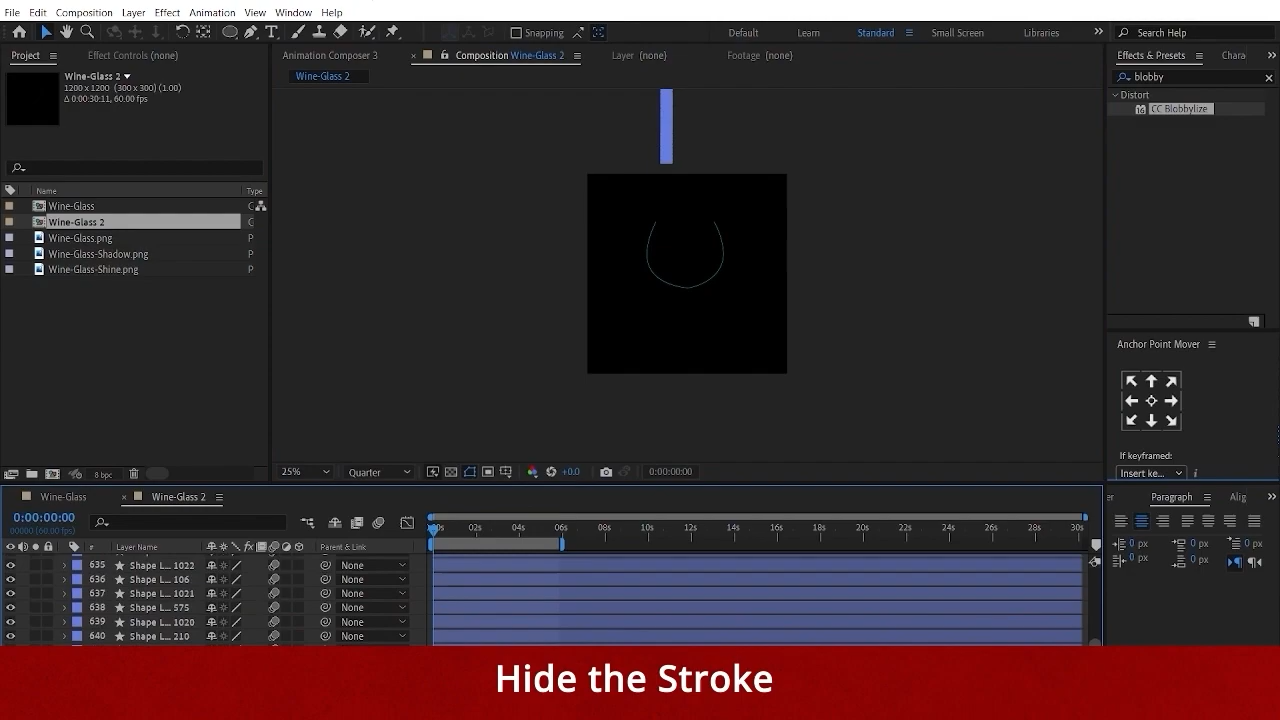 File Edit Composition Layer Effect Animation View Window Help
Snapping
Default Learn Standard Small Screen Libraries
Search Help
Project Effect Controls (none)
Animation Composer 3 Composition Wine-Glass 2 Layer (none) Footage (none)
Effects & Presets Chara
Wine-Glass 2
1200 x 1200 (300 x 300) (1.00)
Δ 0:00:30:11, 60.00 fps
Wine-Glass 2
blobby
Distort
CC Blobbylize
Name Type
Wine-Glass
Wine-Glass 2
Wine-Glass.png P
Wine-Glass-Shadow.png P
Wine-Glass-Shine.png P
Anchor Point Mover
If keyframed:
Insert ke...
8 bpc
25% Quarter +0.0 0:00:00:00
Wine-Glass Wine-Glass 2
0:00:00:00
00000 (60.00 fps)
02s 04s 06s 08s 10s 12s 14s 16s 18s 20s 22s 24s 26s 28s 30s
# Layer Name Parent & Link
635 Shape L... 1022 None
636 Shape L... 106 None
637 Shape L... 1021 None
638 Shape L... 575 None
639 Shape L... 1020 None
640 Shape L... 210 None
er Paragraph Alig
0 px 0 px 0 px
0 px 0 px
Hide the Stroke